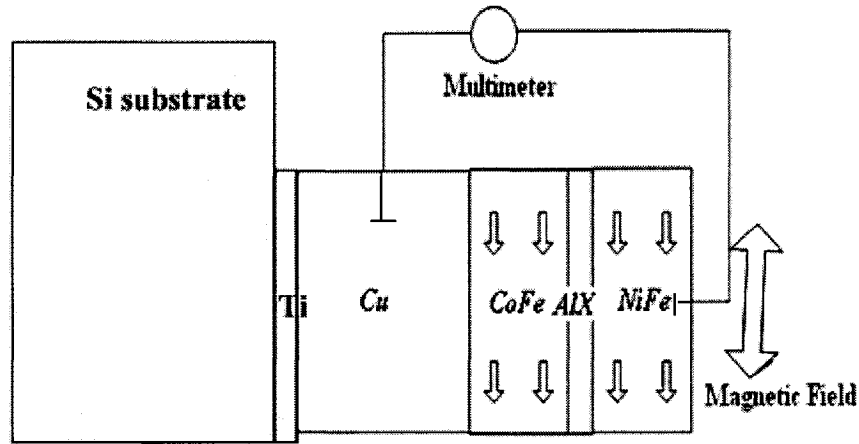 Si substrate
Multimeter
Ti
Cu
CoFe
AlX
NiFe
Magnetic Field